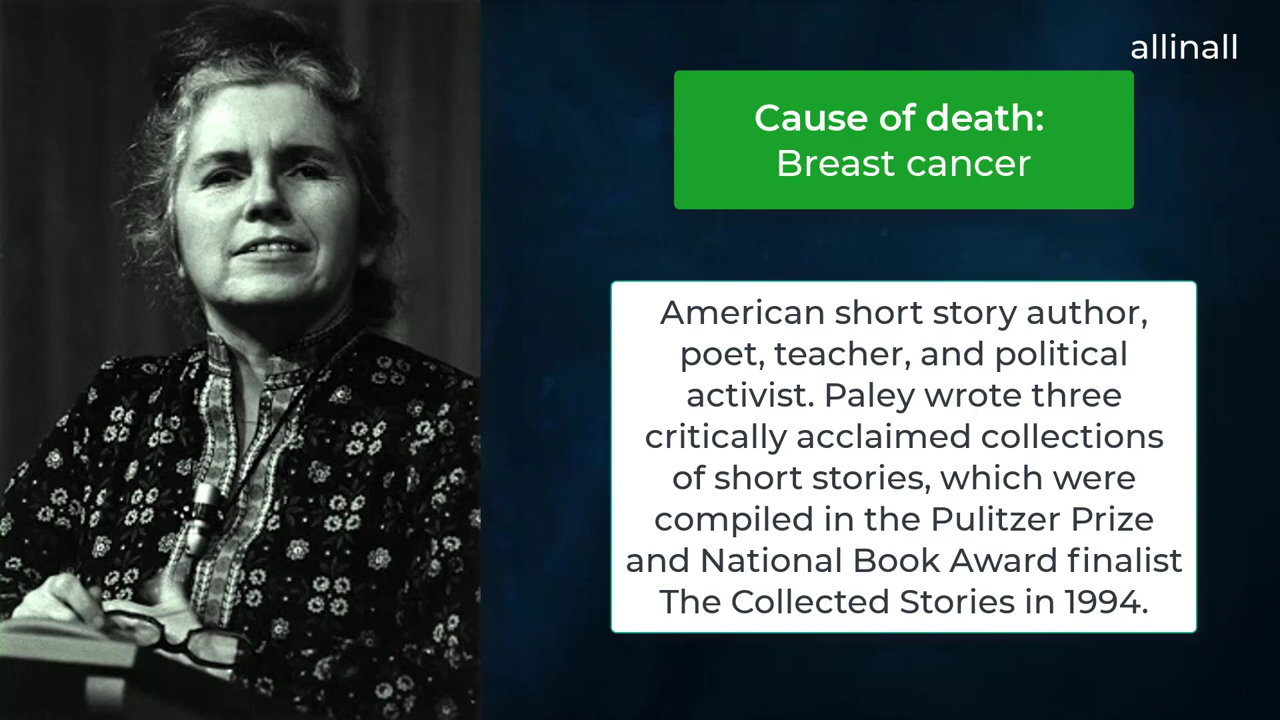 allinall
Cause of death:
Breast cancer
American short story author,
poet, teacher, and political
activist. Paley wrote three
critically acclaimed collections
of short stories, which were
compiled in the Pulitzer Prize
and National Book Award finalist
The Collected Stories in 1994.